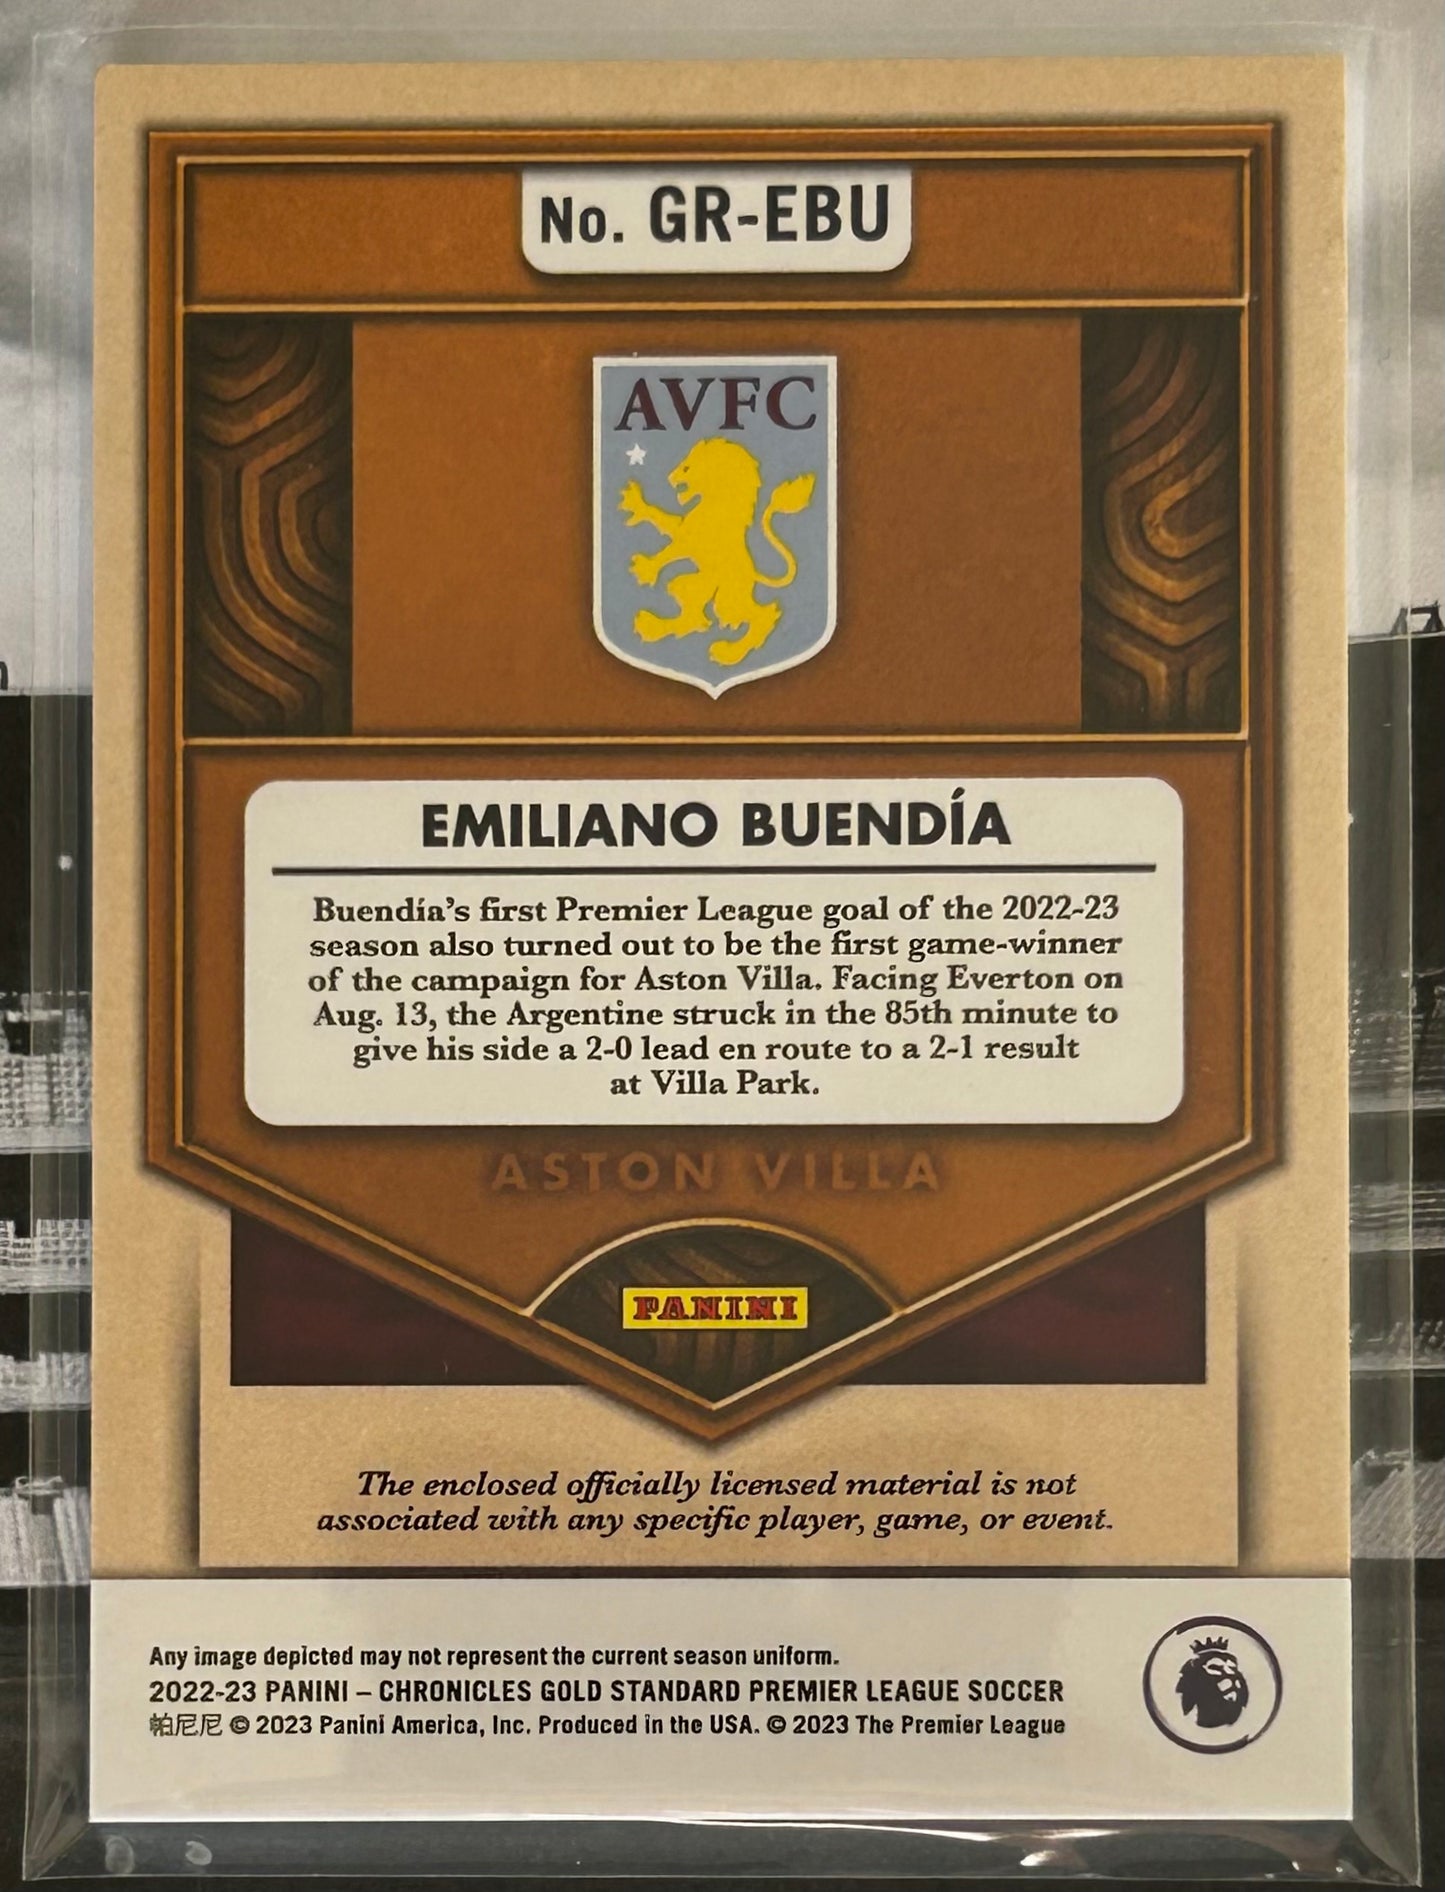 No. GR-EBU
AVFC
EMILIANO BUENDÍA
Buendía's first Premier League goal of the 2022-23
season also turned out to be the first game-winner
of the campaign for Aston Villa. Facing Everton on
Aug. 13, the Argentine struck in the 85th minute to
give his side a 2-0 lead en route to a 2-1 result
at Villa Park.
ASTON VILLA
PANINI
The enclosed officially licensed material is not
associated with any specific player, game, or event.
Any image depicted may not represent the current season uniform.
2022-23 PANINI – CHRONICLES GOLD STANDARD PREMIER LEAGUE SOCCER
帕尼尼 © 2023 Panini America, Inc. Produced in the USA. © 2023 The Premier League